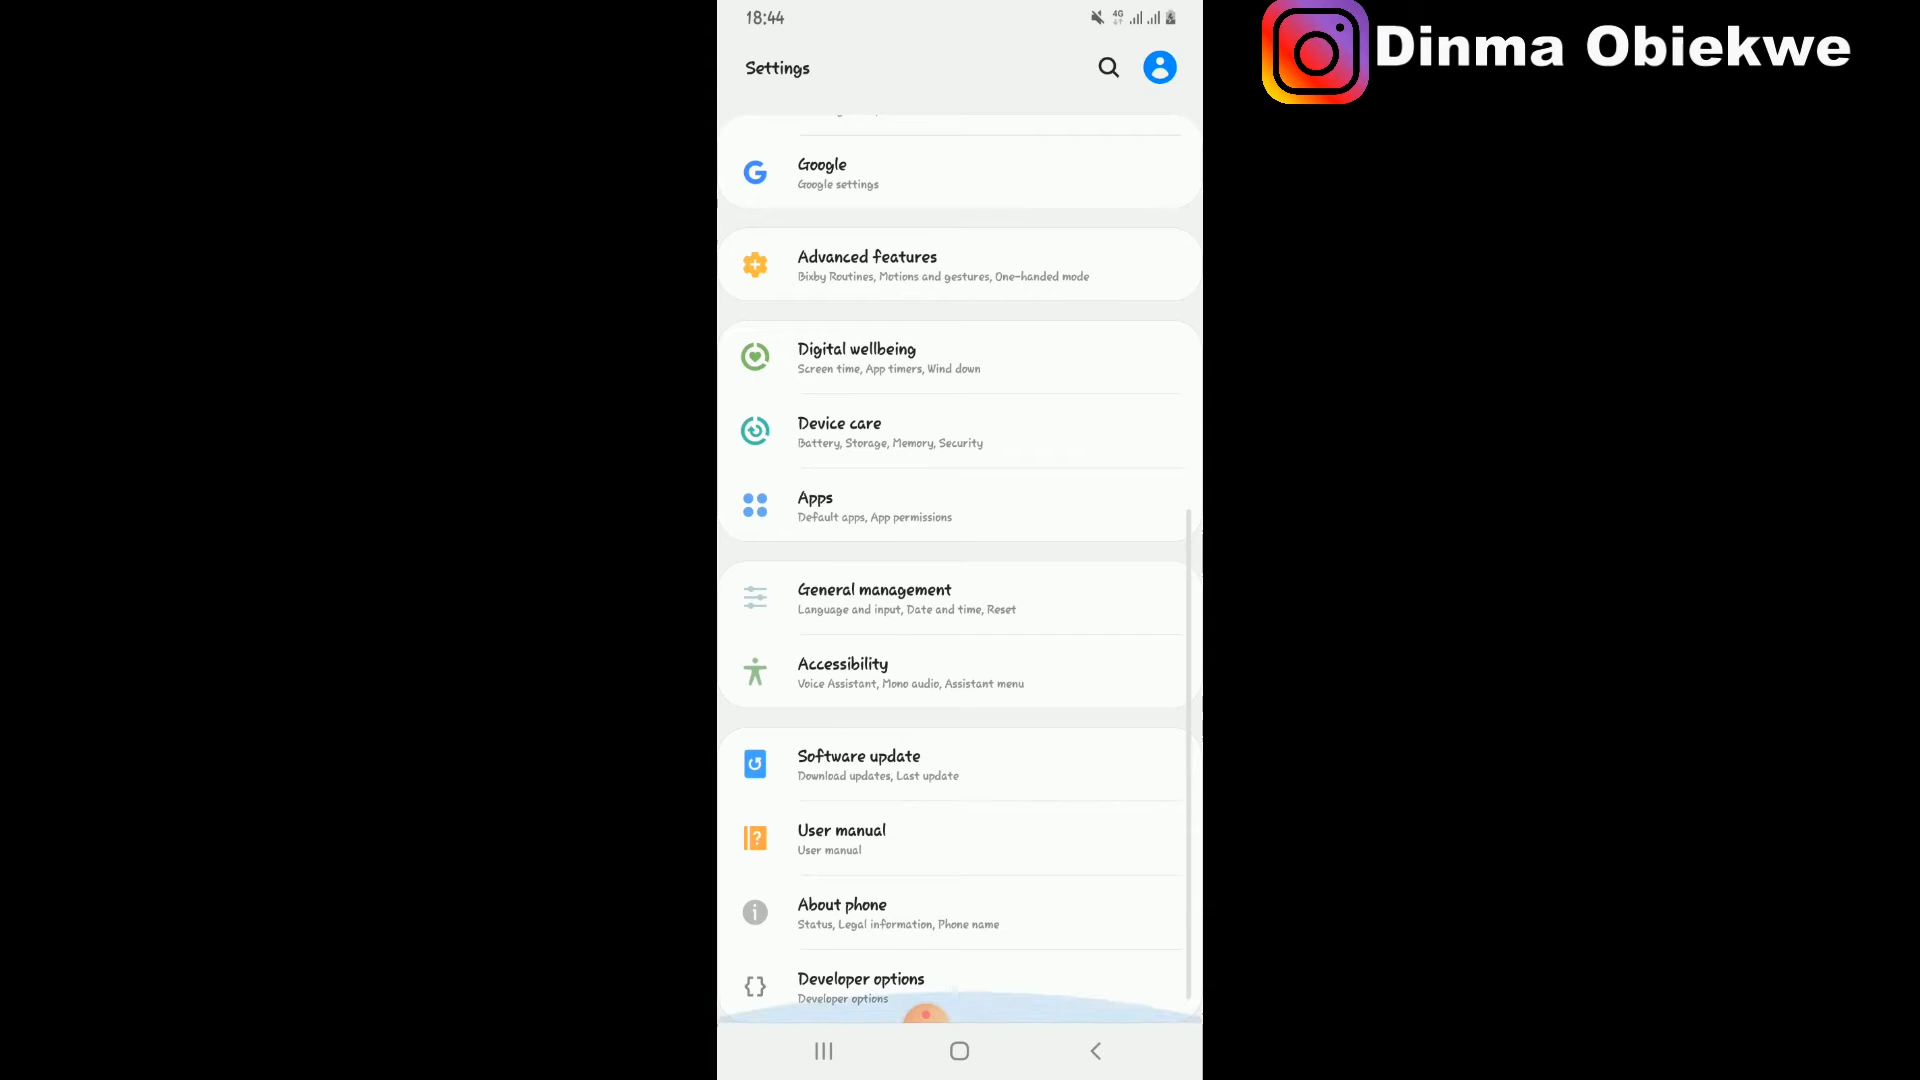 18:44
4G
Dinma Obiekwe
Settings
Google
Google settings
Advanced features
Bixby Routines, Motions and gestures, One-handed mode
Digital wellbeing
Screen time, App timers, Wind down
Device care
Battery, Storage, Memory, Security
Apps
Default apps, App permissions
General management
Language and input, Date and time, Reset
Accessibility
Voice Assistant, Mono audio, Assistant menu
Software update
Download updates, Last update
User manual
User manual
About phone
Status, Legal information, Phone name
Developer options
Developer options